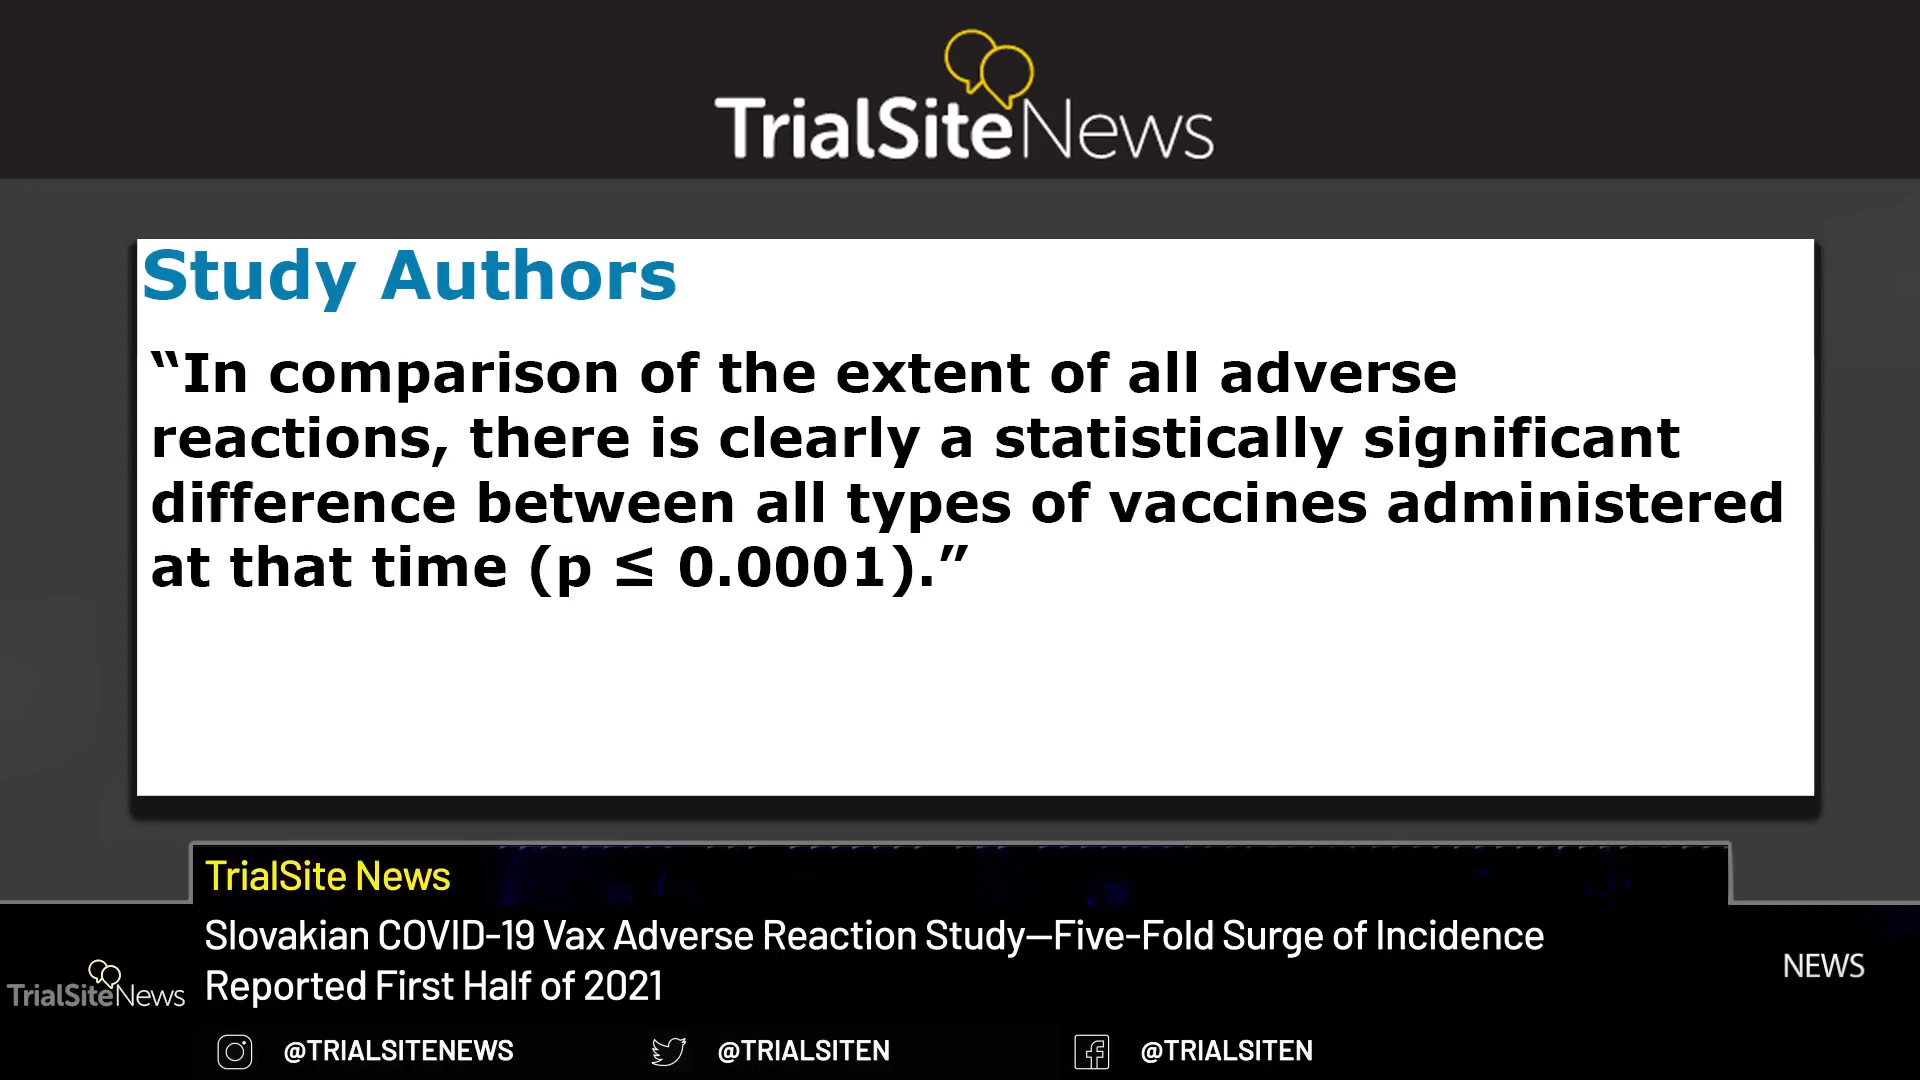 TrialSiteNews
Study Authors
“In comparison of the extent of all adverse
reactions, there is clearly a statistically significant
difference between all types of vaccines administered
at that time (p ≤ 0.0001).”
TrialSite News
Slovakian COVID-19 Vax Adverse Reaction Study—Five-Fold Surge of Incidence
Reported First Half of 2021
TrialSiteNews
NEWS
@TRIALSITENEWS
@TRIALSITEN
@TRIALSITEN